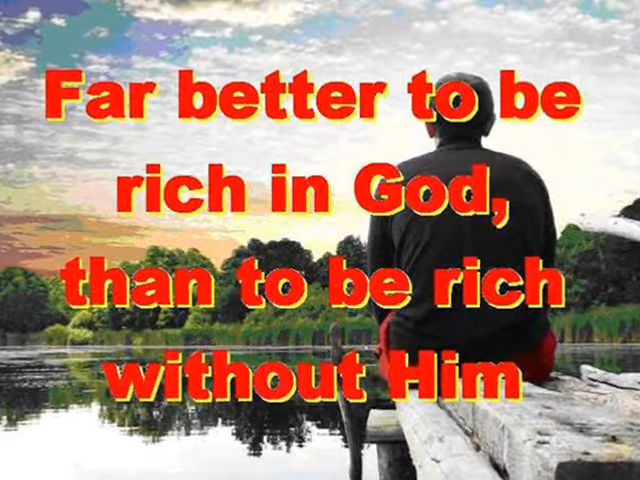 Far better to be
rich in God,
than to be rich
without Him